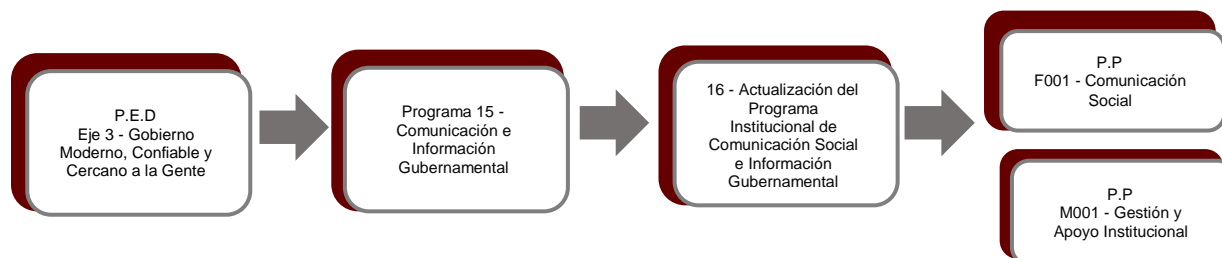 P.E.D
Eje 3 - Gobierno
Moderno, Confiable y
Cercano a la Gente
Programa 15 -
Comunicación e
Información
Gubernamental
16 - Actualización del
Programa
Institucional de
Comunicación Social
e Información
Gubernamental
P.P
F001 - Comunicación
Social
P.P
M001 - Gestión y
Apoyo Institucional